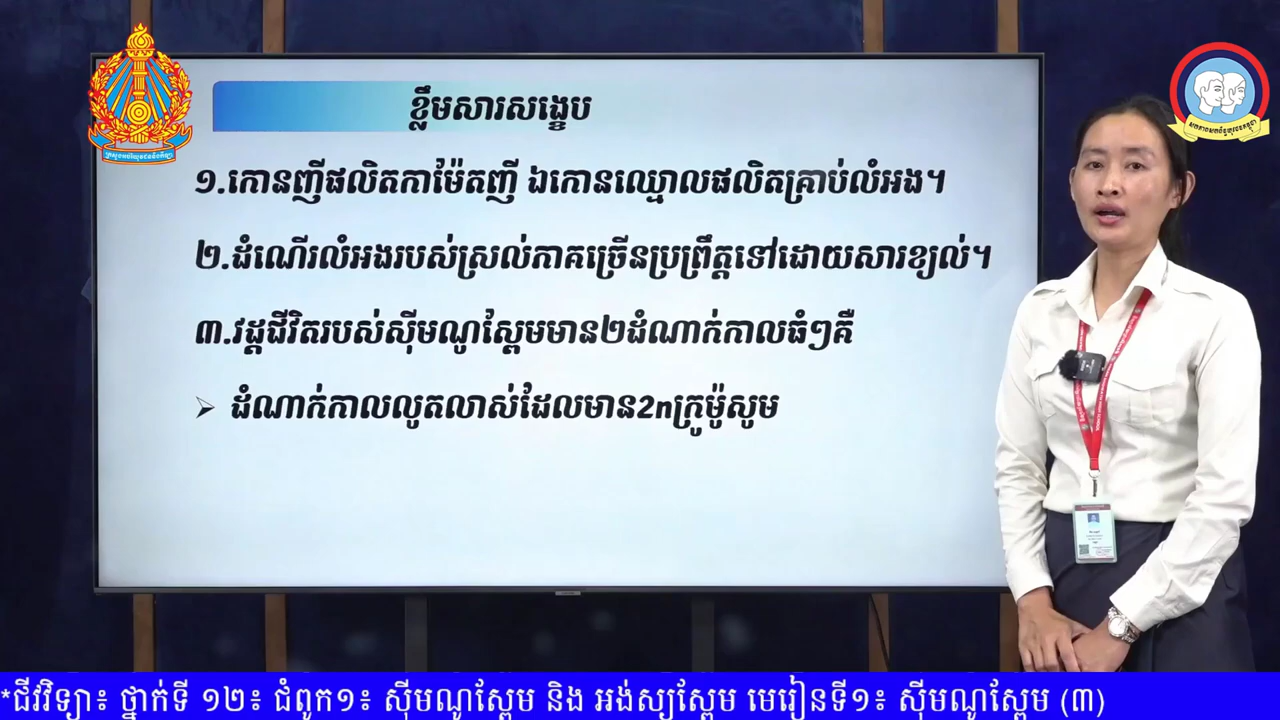 ខ្លឹមសារសង្ខេប
១.កោនញីផលិតកាម៉ែតញី ឯកោនឈ្មោលផលិតគ្រាប់លំអង។
២.ដំណើរលំអងរបស់ស្រល់ភាគច្រើនប្រព្រឹត្តទៅដោយសារខ្យល់។
៣.វដ្តជីវិតរបស់ស៊ីមណូស្ពែមមាន២ដំណាក់កាលធំៗគឺ
➢ ដំណាក់កាលលូតលាស់ដែលមាន2nក្រូម៉ូសូម
*ជីវវិទ្យា៖ ថ្នាក់ទី ១២៖ ជំពូក១៖ ស៊ីមណូស្ពែម និង អង់ស្យូស្ពែម មេរៀនទី១៖ ស៊ីមណូស្ពែម (៣)